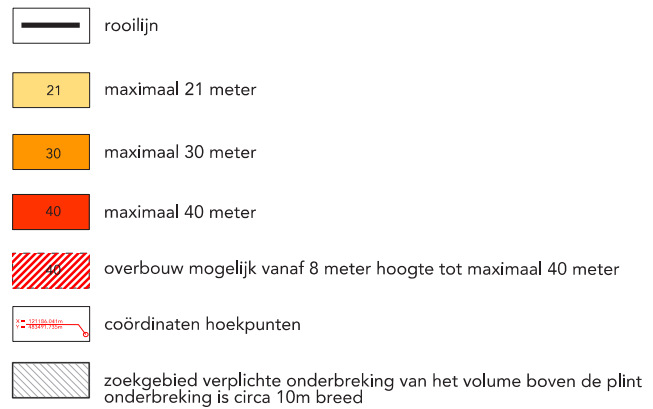 rooilijn
21 maximaal 21 meter
30 maximaal 30 meter
40 maximaal 40 meter
40 overbouw mogelijk vanaf 8 meter hoogte tot maximaal 40 meter
X =
Y =
coördinaten hoekpunten
zoekgebied verplichte onderbreking van het volume boven de plint
onderbreking is circa 10m breed